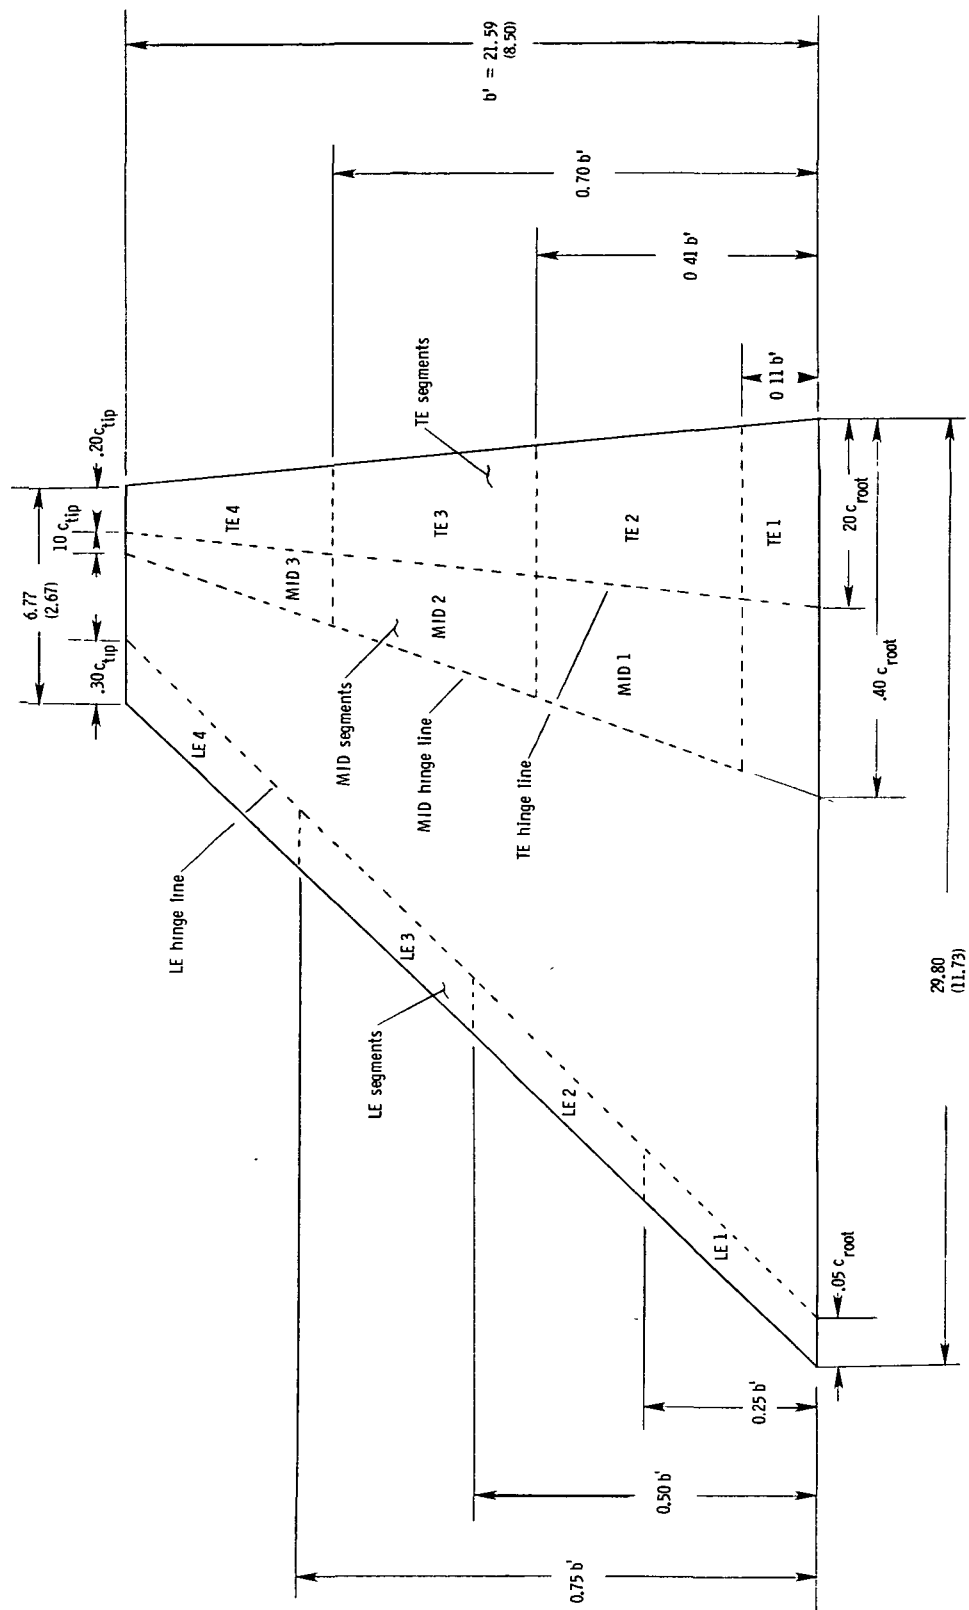 b' = 21.59
(8.50)
0.70 b'
0 41 b'
0 11 b'
.20c_tip
10 c_tip
6.77
(2.67)
.30c_tip
TE segments
TE 4
TE 3
TE 2
TE 1
MID 3
MID 2
MID 1
20 c_root
.40 c_root
MID segments
MID hinge line
TE hinge line
LE 4
LE hinge line
LE 3
LE segments
LE 2
LE 1
29.80
(11.73)
.05 c_root
0.25 b'
0.50 b'
0.75 b'